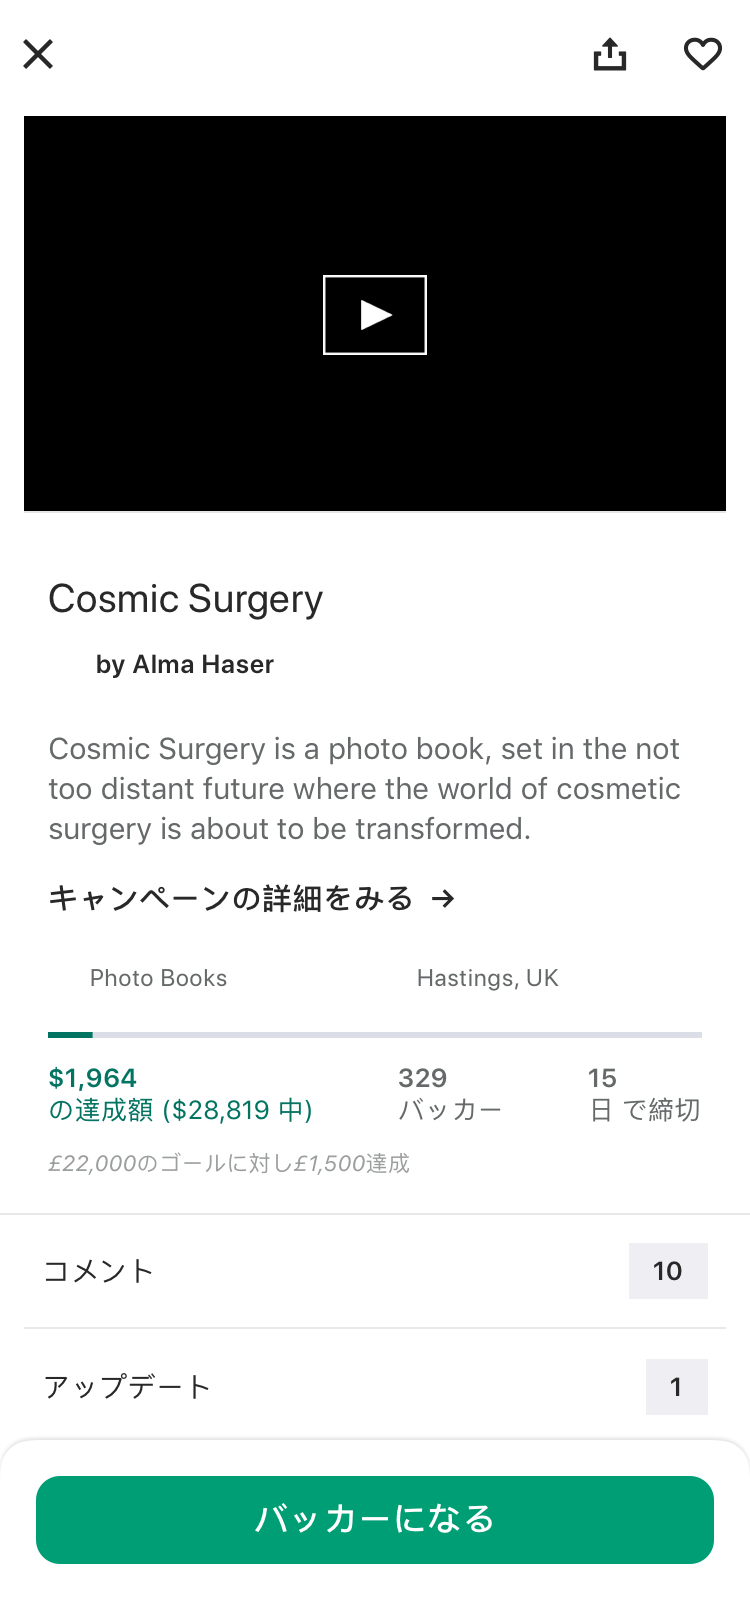 Cosmic Surgery
by Alma Haser
Cosmic Surgery is a photo book, set in the not
too distant future where the world of cosmetic
surgery is about to be transformed.
キャンペーンの詳細をみる →
Photo Books
Hastings, UK
$1,964
の達成額 ($28,819 中)
329
バッカー
15
日 で締切
£22,000のゴールに対し£1,500達成
コメント
10
アップデート
1
バッカーになる